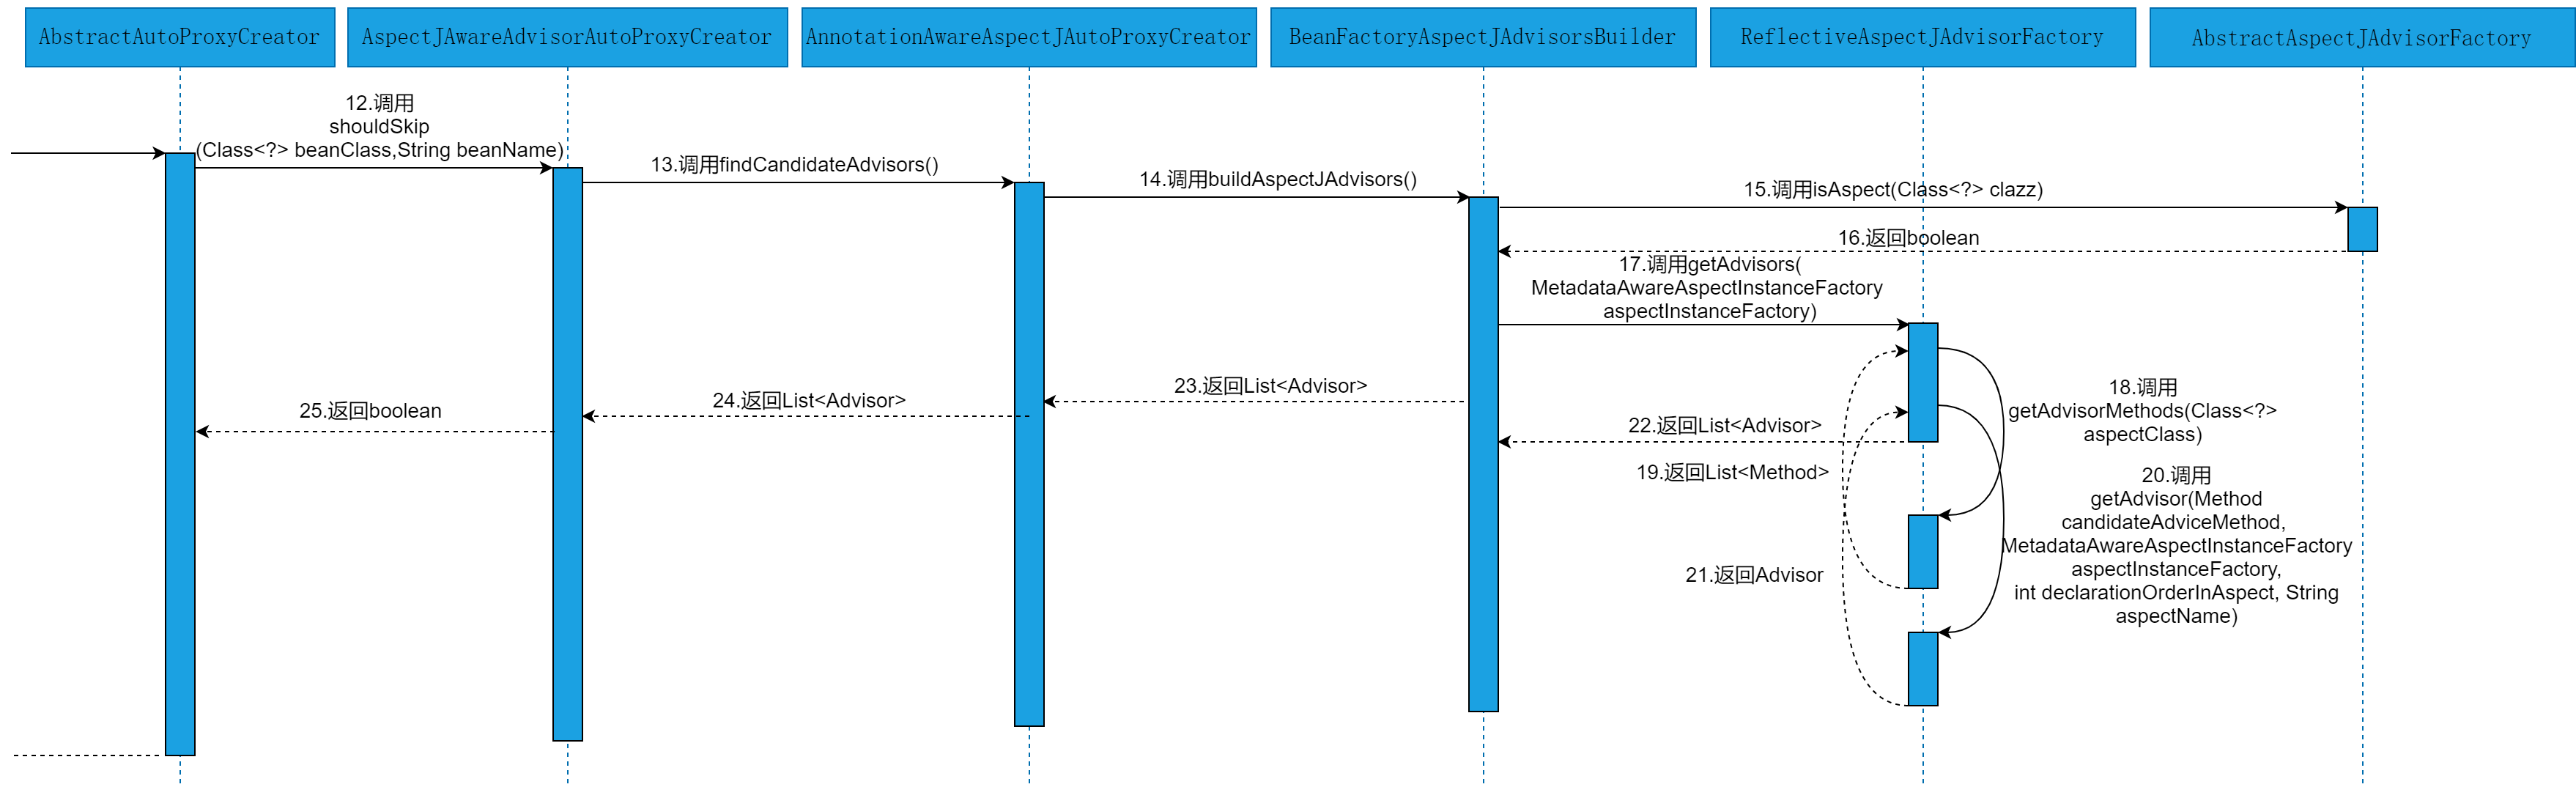 AbstractAutoProxyCreator
AspectJAwareAdvisorAutoProxyCreator
AnnotationAwareAspectJAutoProxyCreator
BeanFactoryAspectJAdvisorsBuilder
ReflectiveAspectJAdvisorFactory
AbstractAspectJAdvisorFactory
12.调用
shouldSkip
(Class<?> beanClass,String beanName)
13.调用findCandidateAdvisors()
14.调用buildAspectJAdvisors()
15.调用isAspect(Class<?> clazz)
16.返回boolean
17.调用getAdvisors(
MetadataAwareAspectInstanceFactory
aspectInstanceFactory)
18.调用
getAdvisorMethods(Class<?>
aspectClass)
19.返回List<Method>
20.调用
getAdvisor(Method
candidateAdviceMethod,
MetadataAwareAspectInstanceFactory
aspectInstanceFactory,
int declarationOrderInAspect, String
aspectName)
21.返回Advisor
22.返回List<Advisor>
23.返回List<Advisor>
24.返回List<Advisor>
25.返回boolean